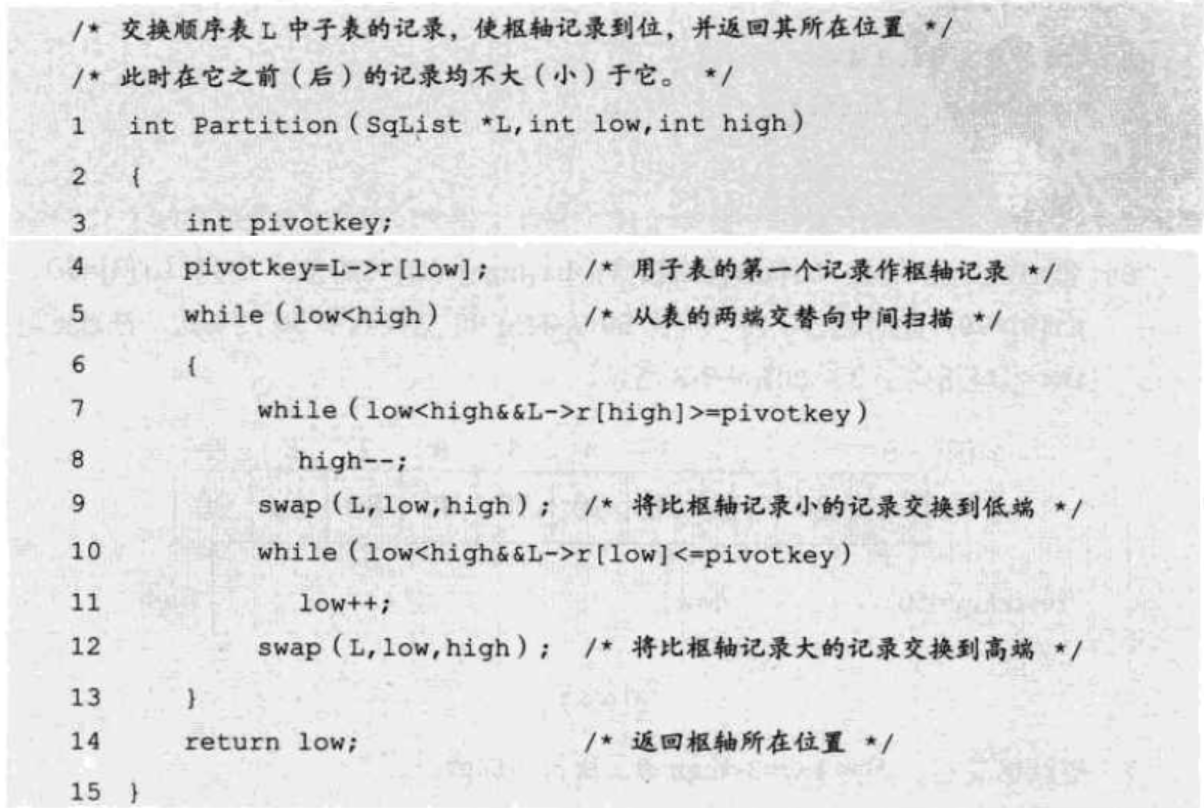 /* 交换顺序表 L 中子表的记录，使枢轴记录到位，并返回其所在位置 */
/* 此时在它之前（后）的记录均不大（小）于它。 */
1 int Partition（SqList *L,int low,int high）
2 {
3 int pivotkey;
4 pivotkey=L->r[low]; /* 用子表的第一个记录作枢轴记录 */
5 while（low<high） /* 从表的两端交替向中间扫描 */
6 {
7 while（low<high&&L->r[high]>=pivotkey）
8 high--;
9 swap（L,low,high）; /* 将比枢轴记录小的记录交换到低端 */
10 while（low<high&&L->r[low]<=pivotkey）
11 low++;
12 swap（L,low,high）; /* 将比枢轴记录大的记录交换到高端 */
13 }
14 return low; /* 返回枢轴所在位置 */
15 }